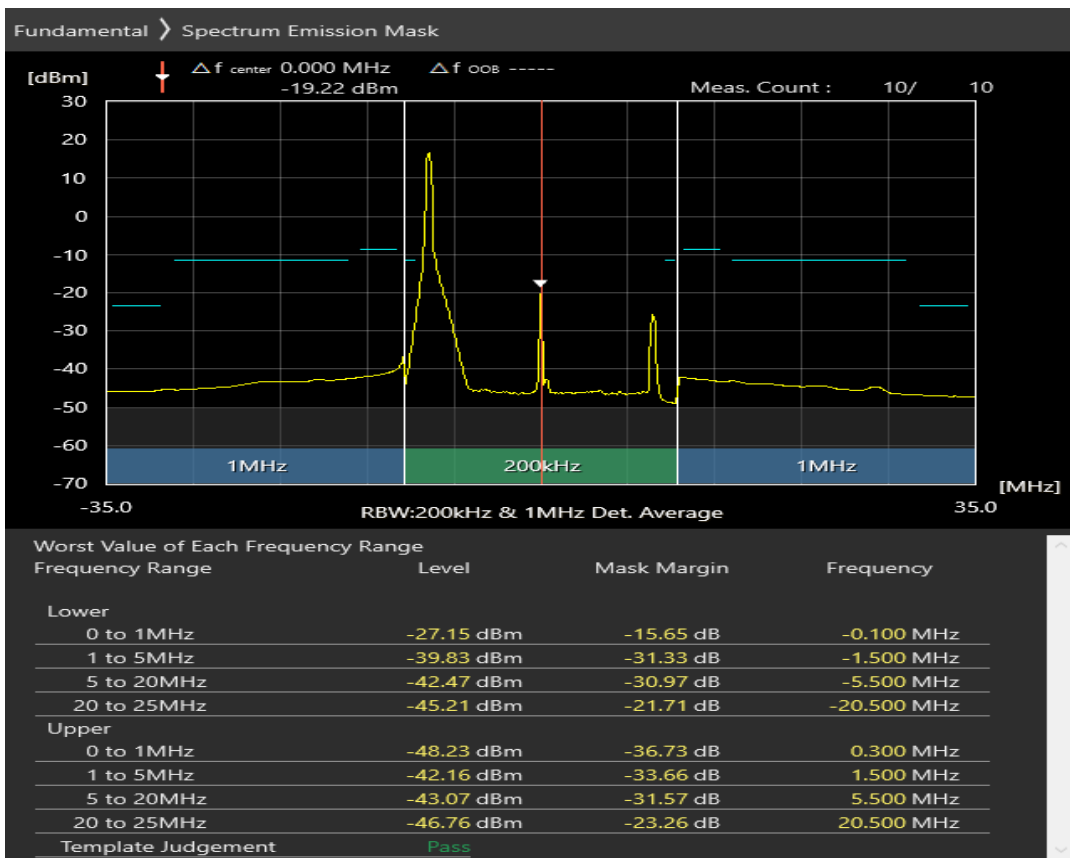 Fundamental ❯ Spectrum Emission Mask
△f center 0.000 MHz △f OOB -----
[dBm] -19.22 dBm Meas. Count : 10/ 10
30
20
10
0
-10
-20
-30
-40
-50
-60
1MHz 200kHz 1MHz
-70
[MHz]
-35.0 RBW:200kHz & 1MHz Det. Average 35.0
Worst Value of Each Frequency Range
Frequency Range Level Mask Margin Frequency
Lower
0 to 1MHz -27.15 dBm -15.65 dB -0.100 MHz
1 to 5MHz -39.83 dBm -31.33 dB -1.500 MHz
5 to 20MHz -42.47 dBm -30.97 dB -5.500 MHz
20 to 25MHz -45.21 dBm -21.71 dB -20.500 MHz
Upper
0 to 1MHz -48.23 dBm -36.73 dB 0.300 MHz
1 to 5MHz -42.16 dBm -33.66 dB 1.500 MHz
5 to 20MHz -43.07 dBm -31.57 dB 5.500 MHz
20 to 25MHz -46.76 dBm -23.26 dB 20.500 MHz
Template Judgement Pass